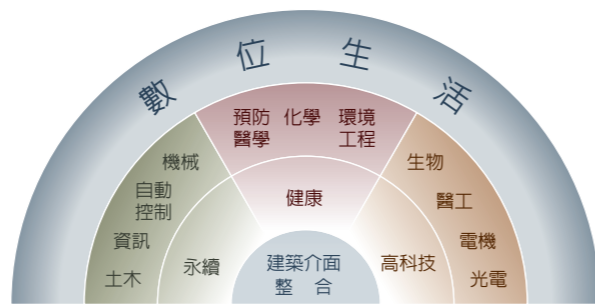 數位生活
預防
醫學
化學
環境
工程
機械
自動
控制
資訊
土木
生物
醫工
電機
光電
健康
永續
高科技
建築介面
整 合